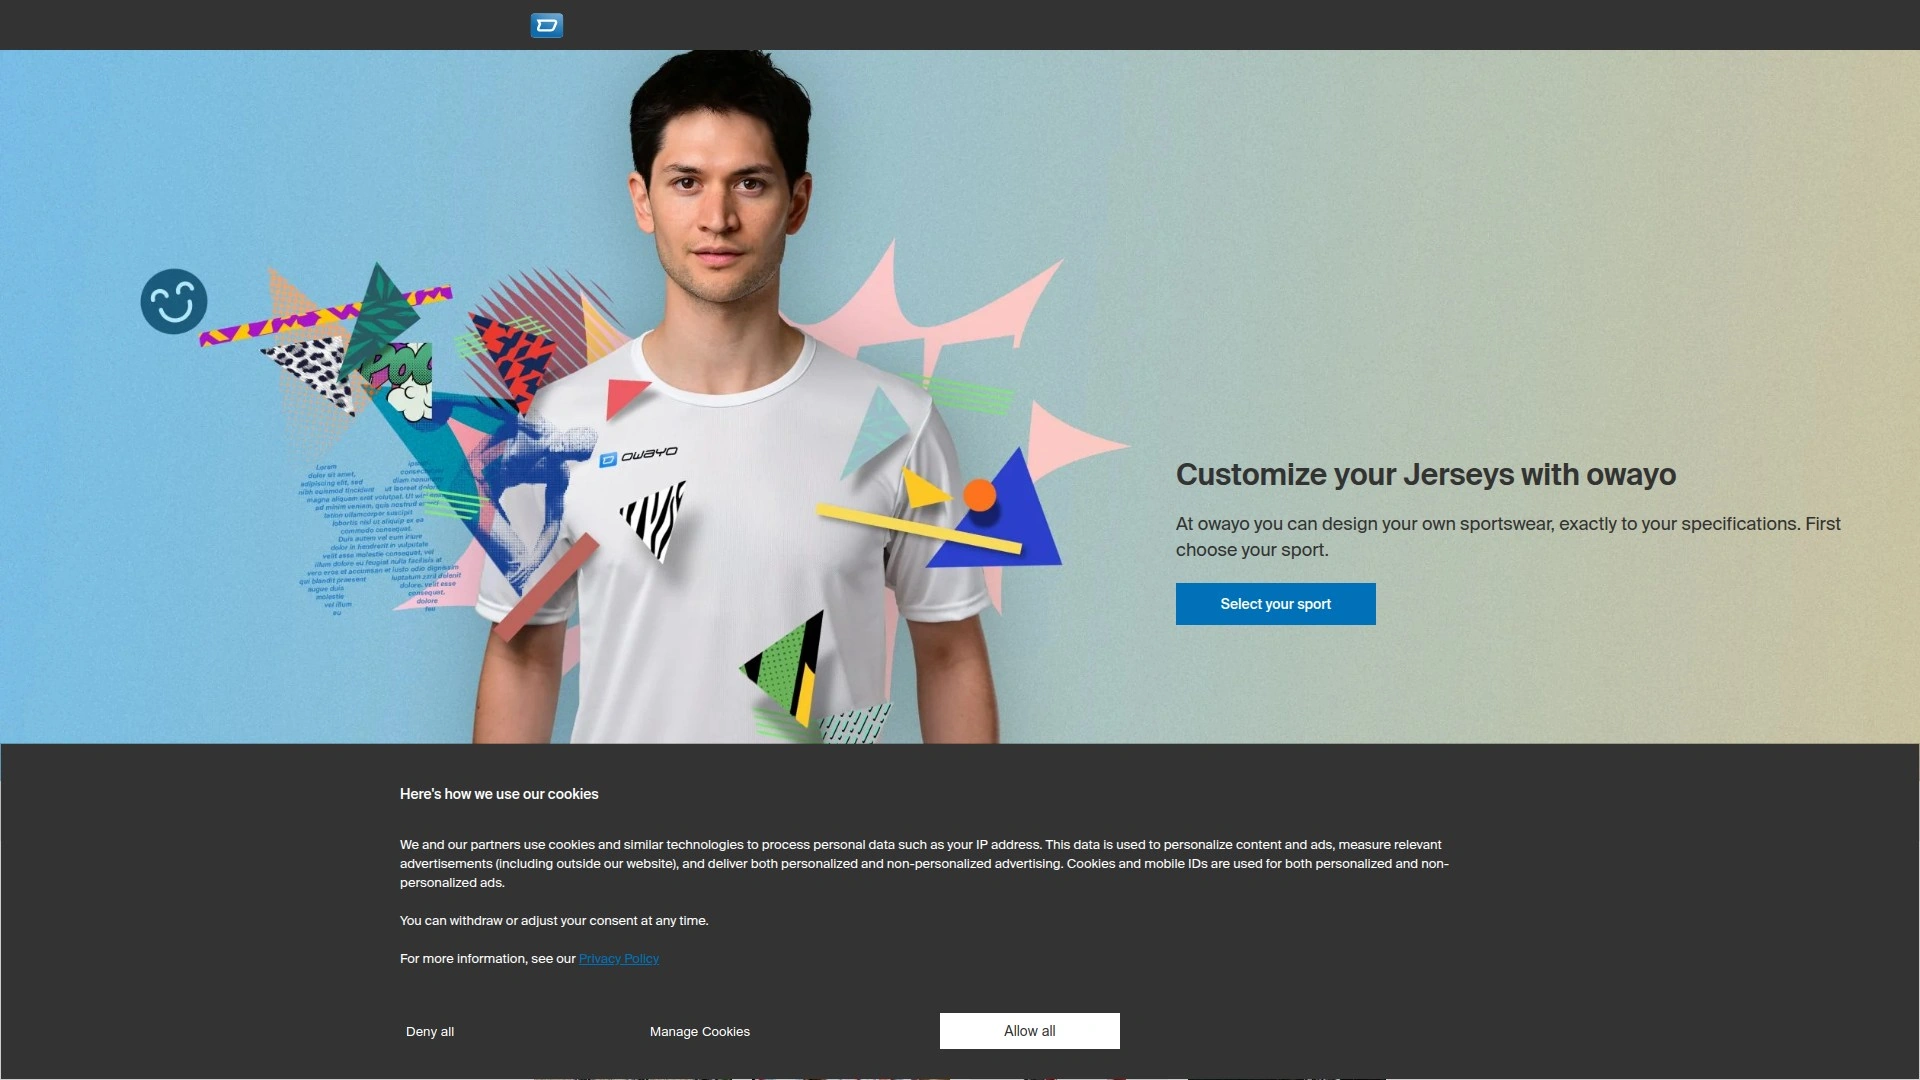 POW
owayo
Customize your Jerseys with owayo
At owayo you can design your own sportswear, exactly to your specifications. First
choose your sport.
Select your sport
Here's how we use our cookies
We and our partners use cookies and similar technologies to process personal data such as your IP address. This data is used to personalize content and ads, measure relevant
advertisements (including outside our website), and deliver both personalized and non-personalized advertising. Cookies and mobile IDs are used for both personalized and non-
personalized ads.
You can withdraw or adjust your consent at any time.
For more information, see our Privacy Policy
Deny all
Manage Cookies
Allow all